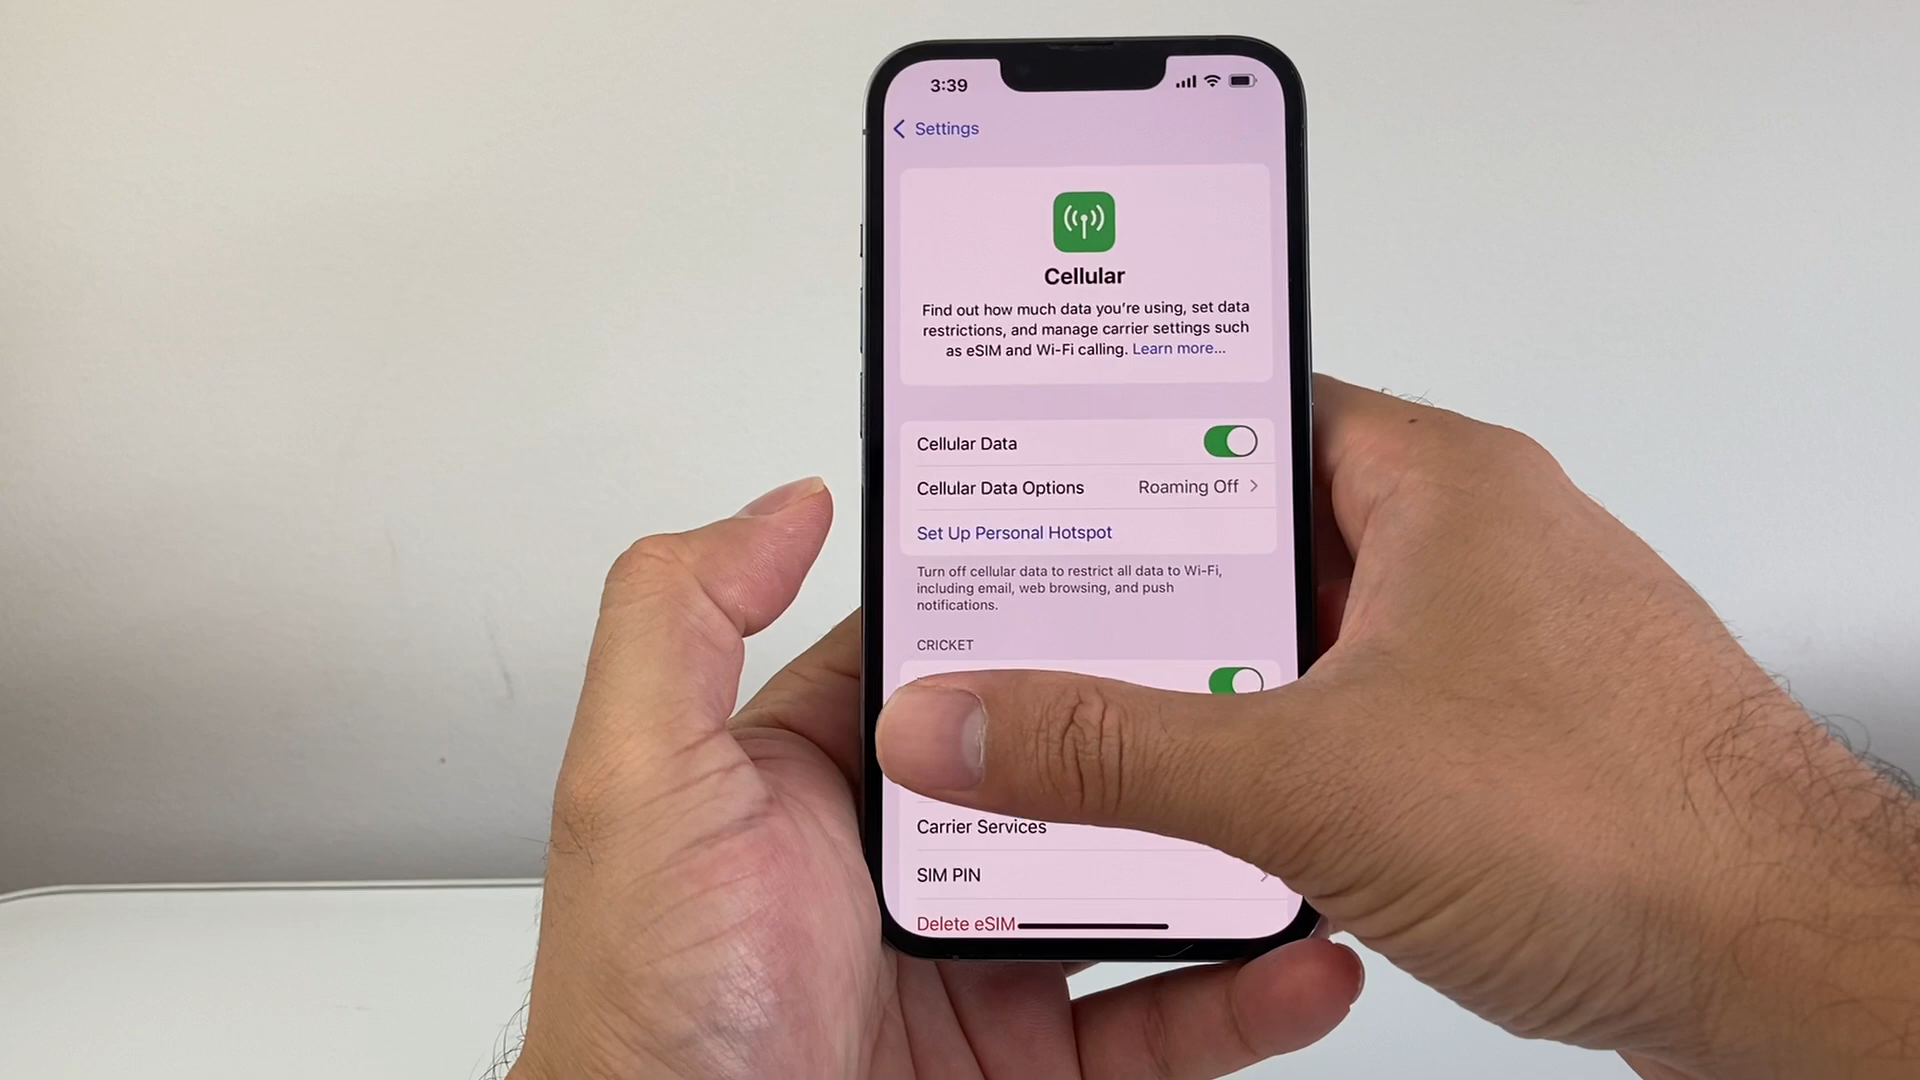 3:39
Settings
Cellular
Find out how much data you're using, set data
restrictions, and manage carrier settings such
as eSIM and Wi-Fi calling. Learn more...
Cellular Data
Cellular Data Options Roaming Off
Set Up Personal Hotspot
Turn off cellular data to restrict all data to Wi-Fi,
including email, web browsing, and push
notifications.
CRICKET
Carrier Services
SIM PIN
Delete eSIM